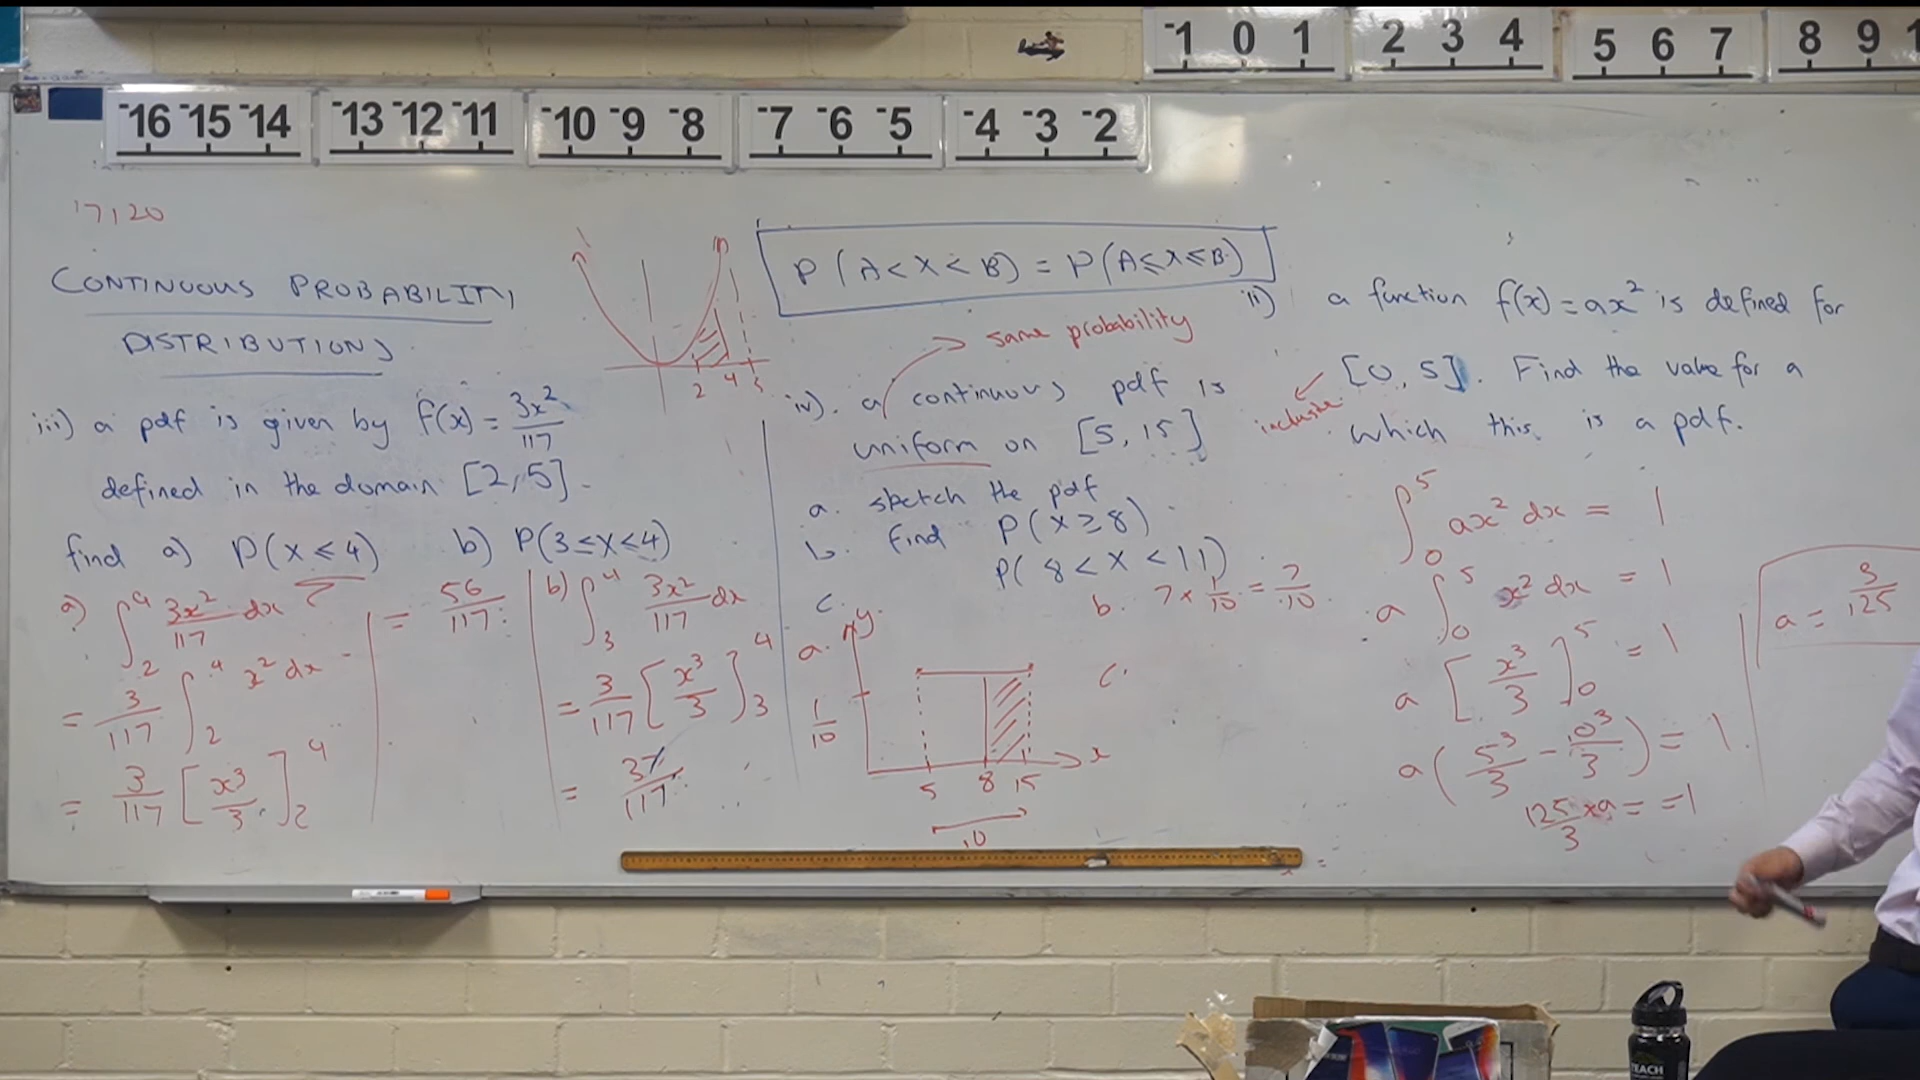 -1 0 1 2 3 4 5 6 7 8 9 1
-16 -15 -14 -13 -12 -11 -10 -9 -8 -7 -6 -5 -4 -3 -2
17120
CONTINUOUS PROBABILITY
DISTRIBUTIONS
iii) a pdf is given by f(x) = 3x²/117
defined in the domain [2,5].
find a) P(X ≤ 4) b) P(3 ≤ X ≤ 4)
a) ∫₂⁴ 3x²/117 dx
= 3/117 ∫₂⁴ x² dx
= 3/117 [x³/3]₂⁴
= 56/117
b) ∫₃⁴ 3x²/117 dx
= 3/117 [x³/3]₃⁴
= 37/117
2 4 5
P(A < X < B) = P(A ≤ X ≤ B)
same probability
iv). a continuous pdf is
uniform on [5, 15]
a. sketch the pdf
b. find P(X ≥ 8)
P(8 < X < 11)
c.
b. 7 × 1/10 = 7/10
a. y
1/10
5 8 15 x
10
c.
ii) a function f(x) = ax² is defined for
[0, 5]. Find the value for a
inclusive
which this is a pdf.
∫₀⁵ ax² dx = 1
a ∫₀⁵ x² dx = 1
a [x³/3]₀⁵ = 1
a (5³/3 - 0³/3) = 1
125/3 × a = = 1
a = 3/125
TEACH